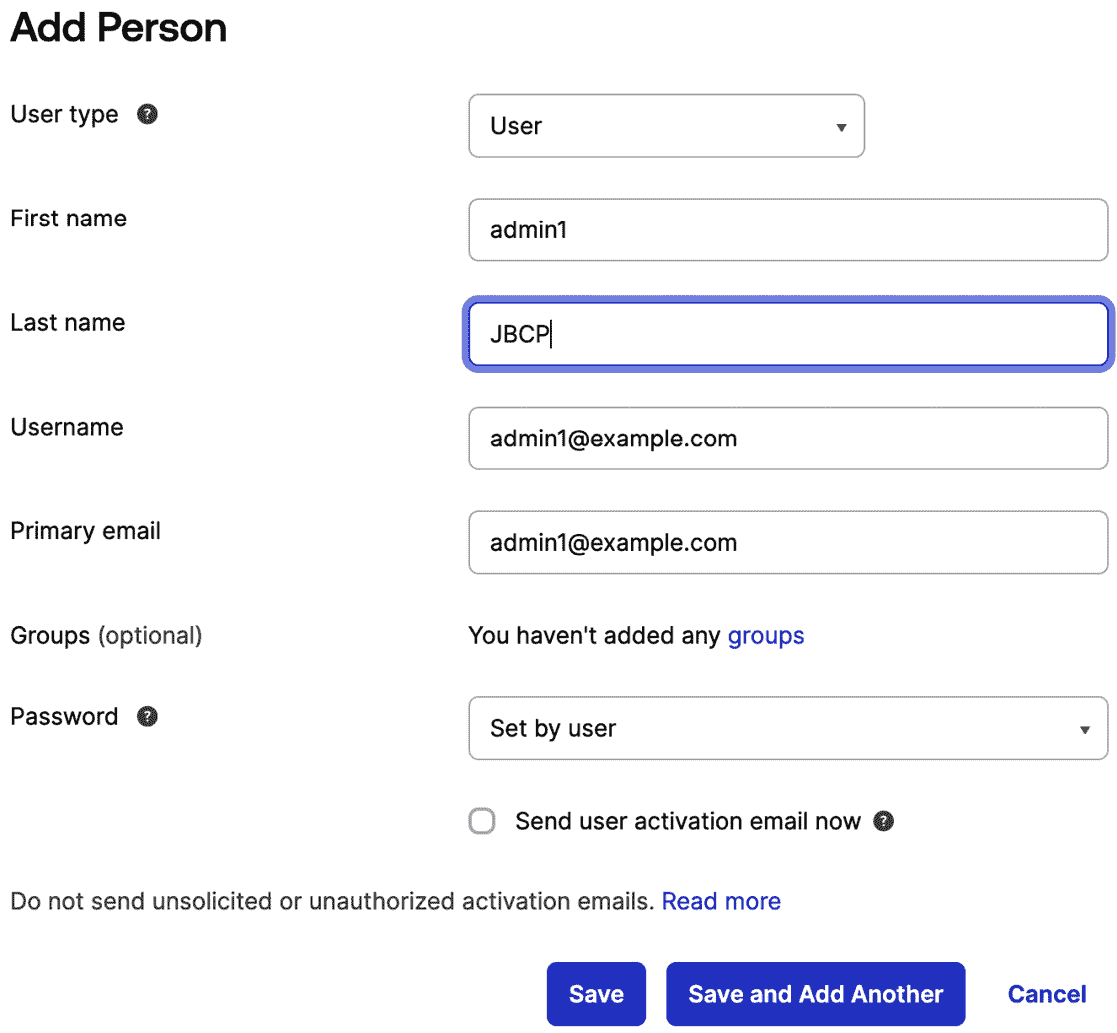 Add Person
User type ?
User
First name
admin1
Last name
JBCP
Username
admin1@example.com
Primary email
admin1@example.com
Groups (optional)
You haven't added any groups
Password ?
Set by user
Send user activation email now ?
Do not send unsolicited or unauthorized activation emails. Read more
Save Save and Add Another Cancel